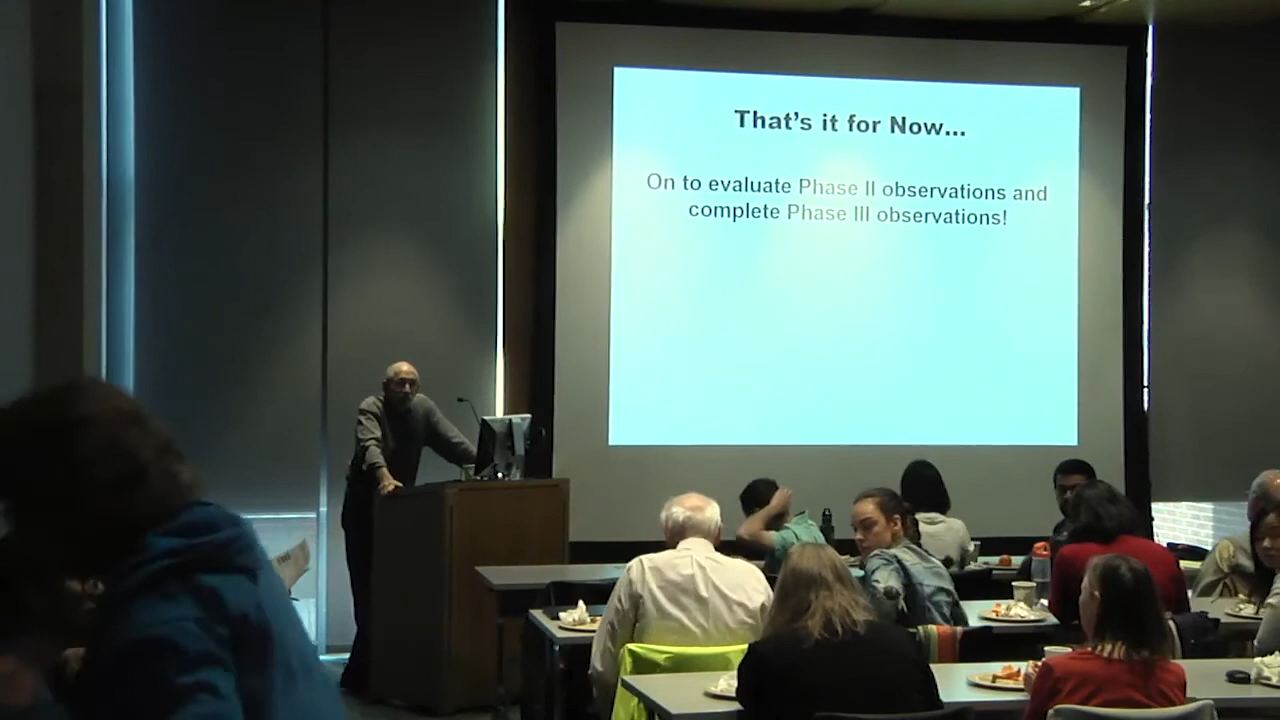 That’s it for Now...
On to evaluate Phase II observations and
complete Phase III observations!